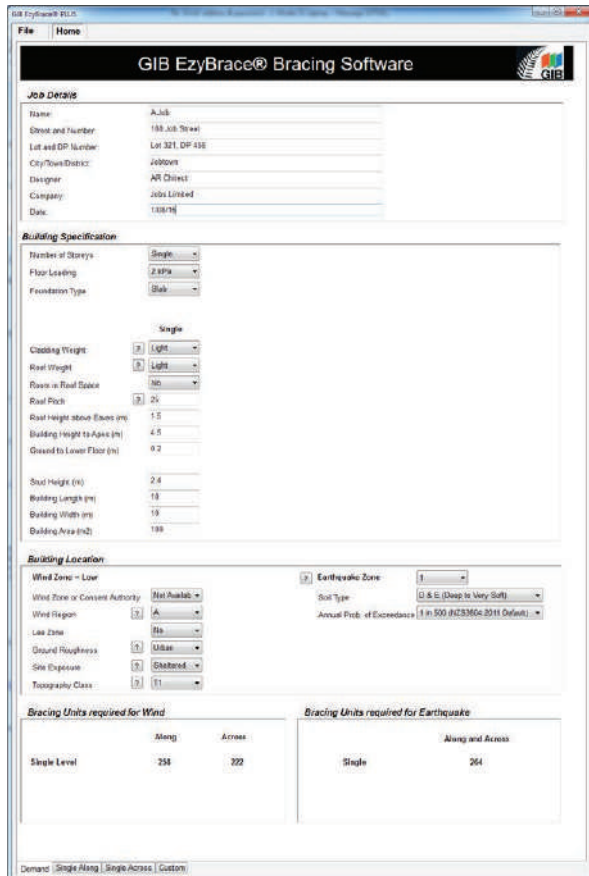 GIB EzyBrace® PLUS
File Home
GIB EzyBrace® Bracing Software
GIB
Job Details
Name: A Job
Street and Number: 188 Job Street
Lot and DP Number: Lot 321, DP 456
City/Town/District: Jobtown
Designer: AR Chitect
Company: Jobs Limited
Date:
Building Specification
Number of Storeys Single
Floor Loading 2 kPa
Foundation Type Slab
Single
Cladding Weight ? Light
Roof Weight ? Light
Room in Roof Space No
Roof Pitch ? 25
Roof Height above Eaves (m) 1.5
Building Height to Apex (m) 4.5
Ground to Lower Floor (m) 0.2
Stud Height (m) 2.4
Building Length (m) 10
Building Width (m) 10
Building Area (m2) 100
Building Location
Wind Zone = Low ? Earthquake Zone 1
Wind Zone or Consent Authority Not Availab Soil Type D & E (Deep to Very Soft)
Wind Region ? A Annual Prob. of Exceedance 1 in 500 (NZS3604:2011 Default)
Lee Zone No
Ground Roughness ? Urban
Site Exposure ? Sheltered
Topography Class ? T1
Bracing Units required for Wind Bracing Units required for Earthquake
Along Across Along and Across
Single Level 258 222 Single 264
Demand Single Along Single Across Custom